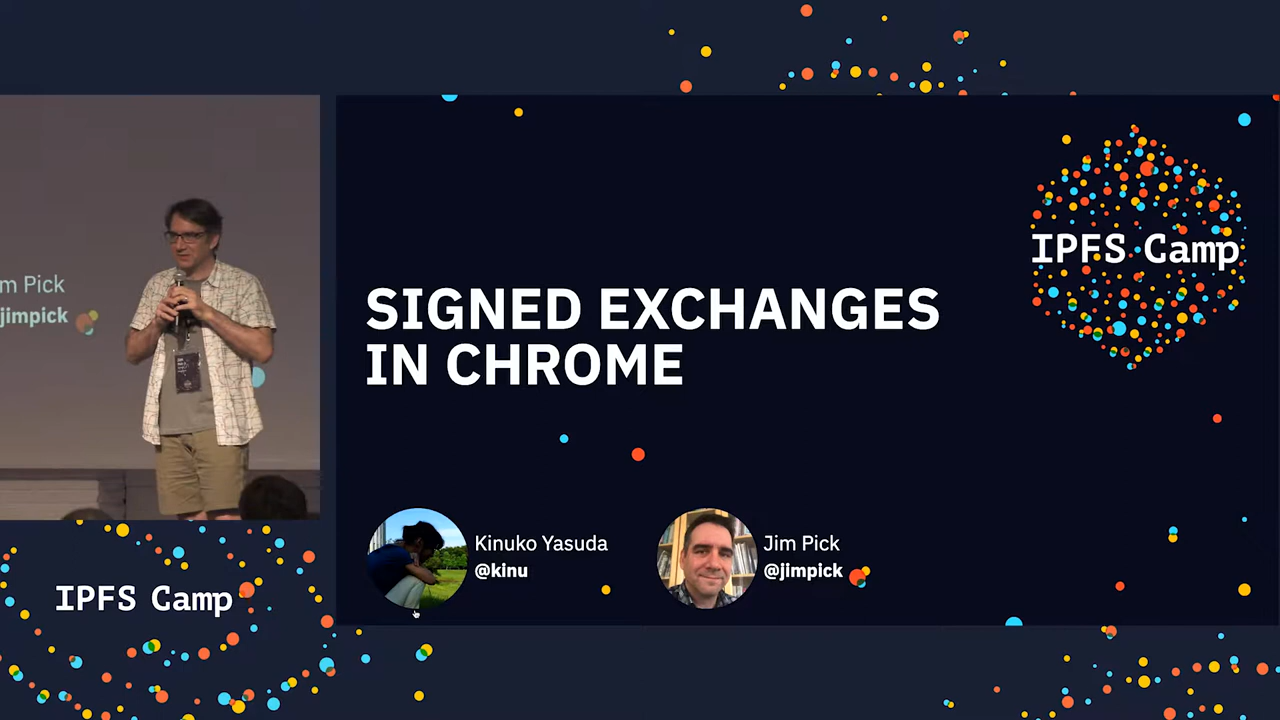 m Pick
jimpick
IPFS Camp
SIGNED EXCHANGES
IN CHROME
IPFS Camp
Kinuko Yasuda
@kinu
Jim Pick
@jimpick